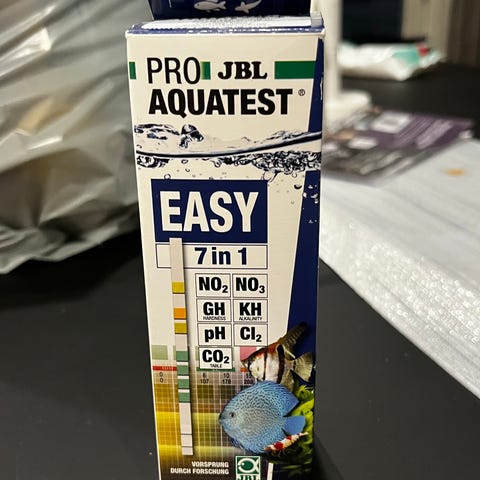 PRO JBL
AQUATEST®
EASY
7 in 1
NO₂ NO₃
GH KH
HARDNESS ALKALINITY
pH Cl₂
CO₂
TABLE
VORSPRUNG
DURCH FORSCHUNG
JBL